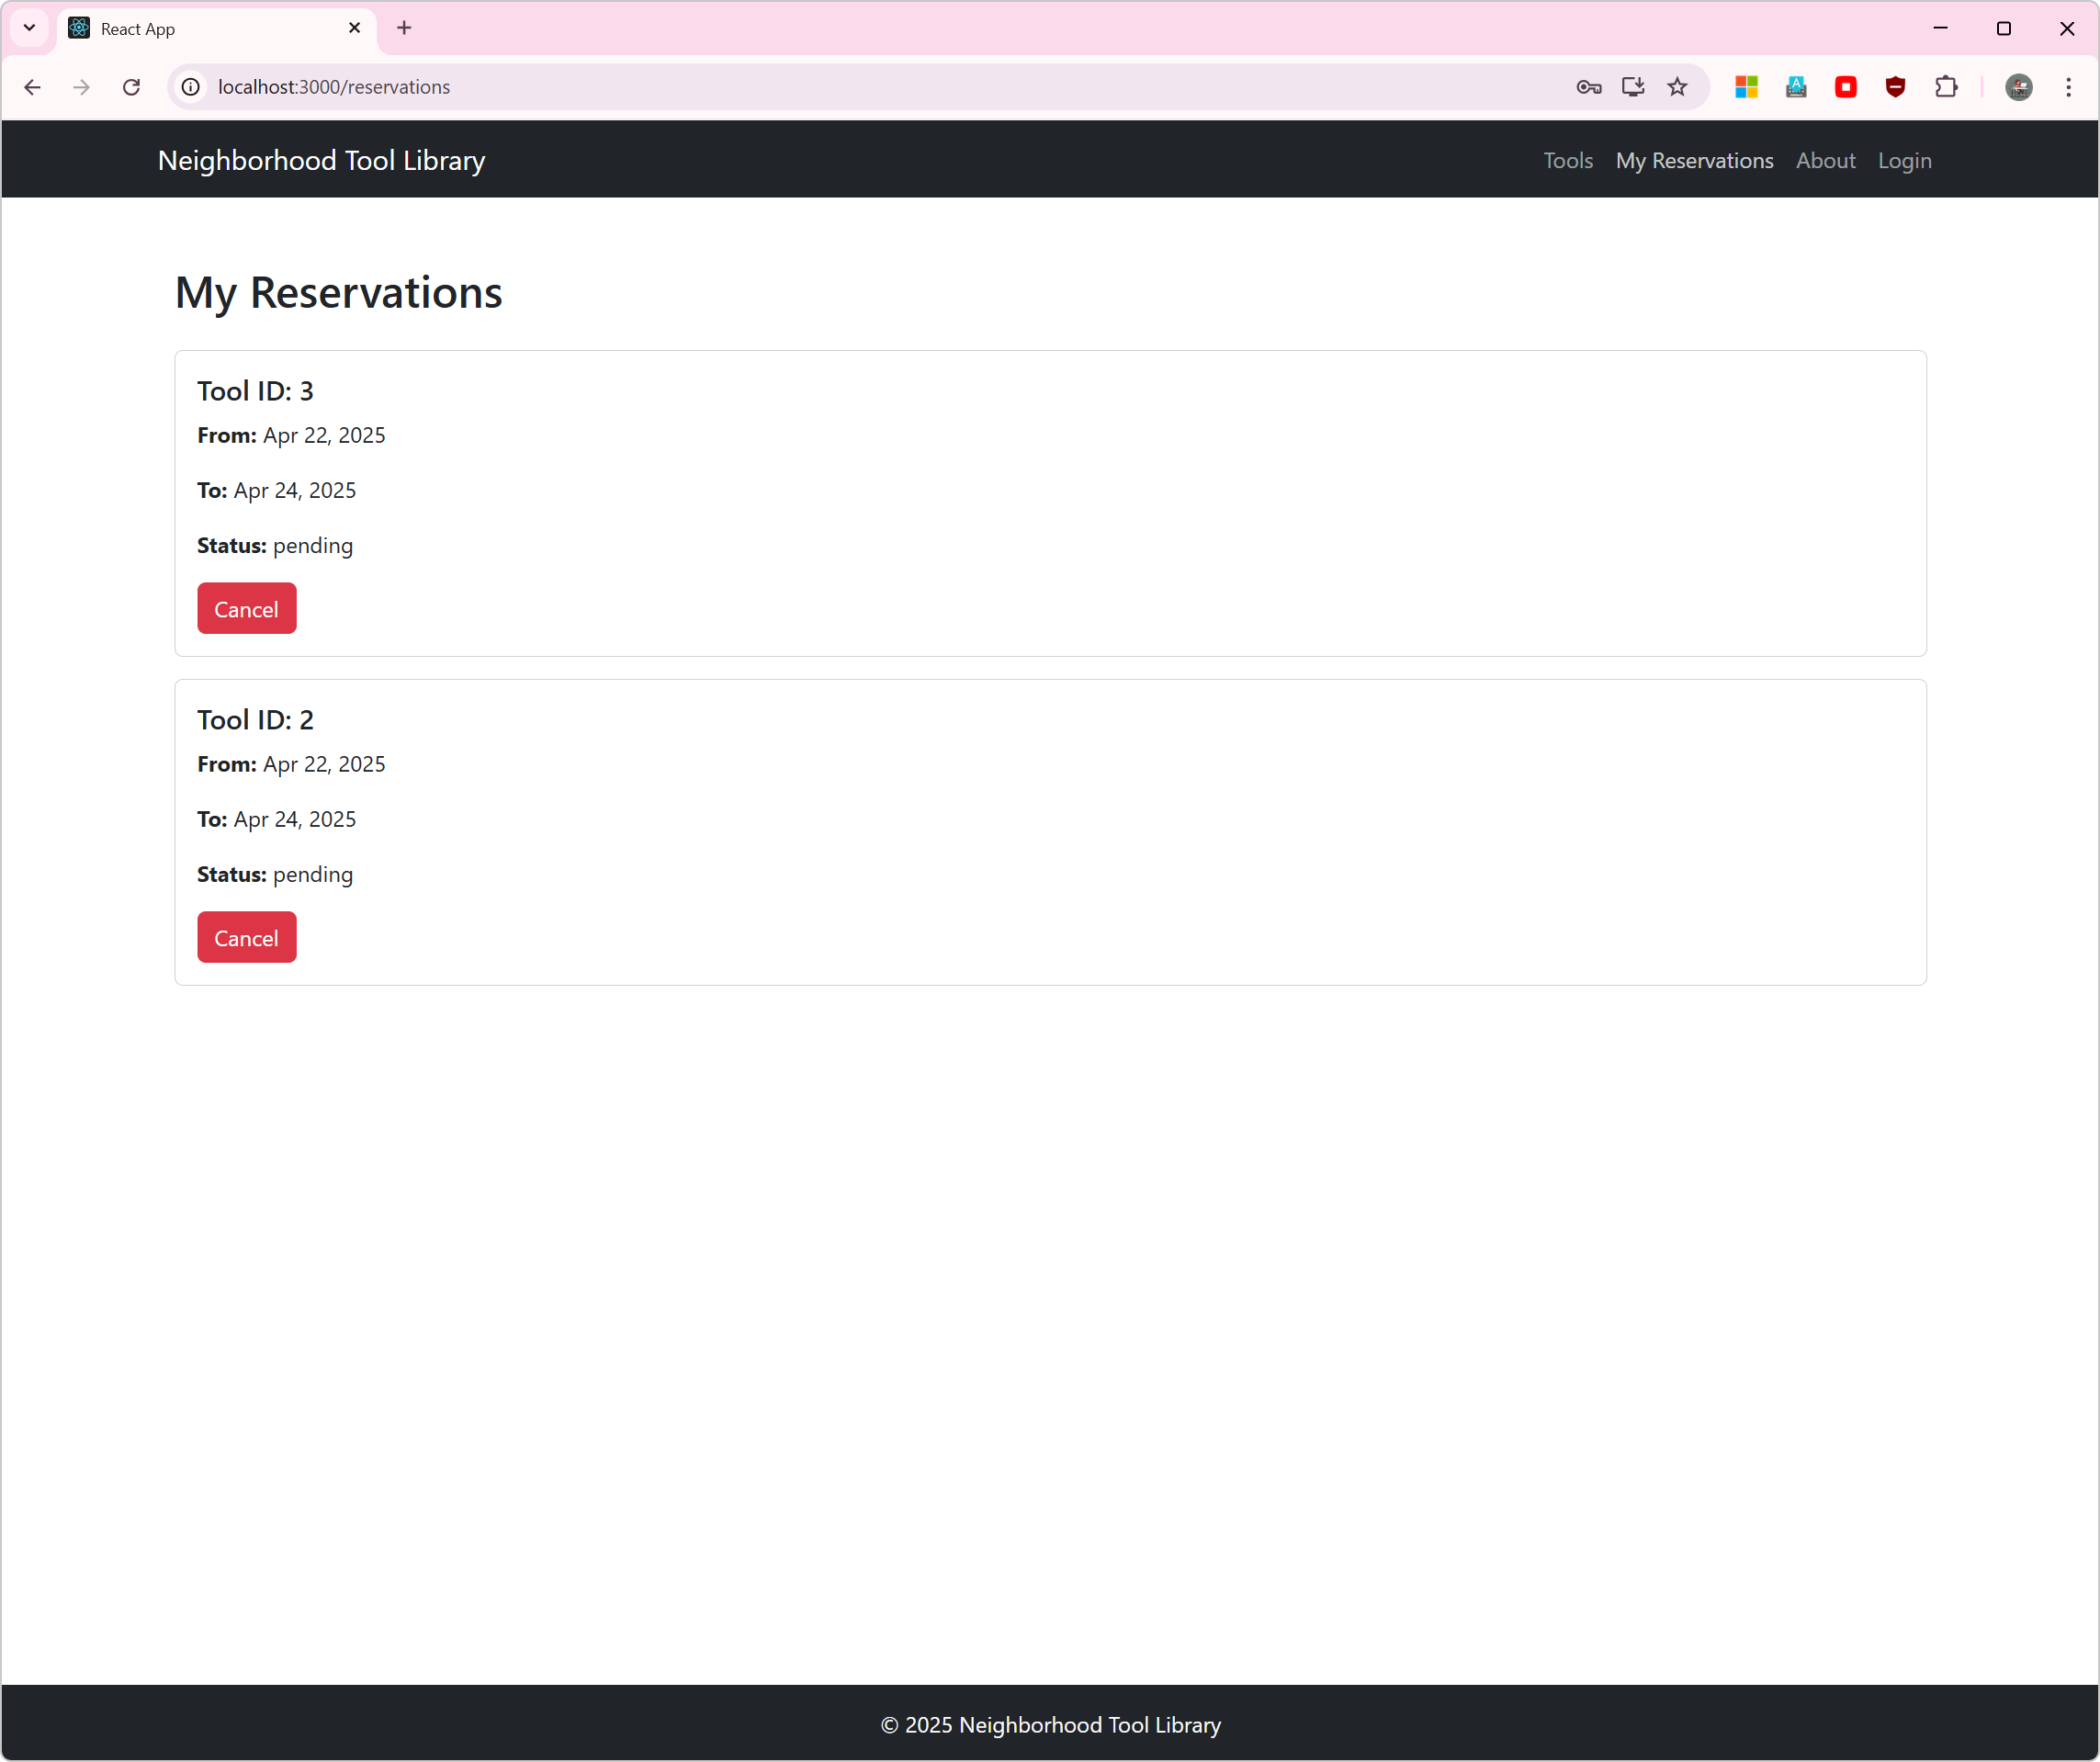 React App
localhost:3000/reservations
Neighborhood Tool Library
Tools My Reservations About Login
My Reservations
Tool ID: 3
From: Apr 22, 2025
To: Apr 24, 2025
Status: pending
Cancel
Tool ID: 2
From: Apr 22, 2025
To: Apr 24, 2025
Status: pending
Cancel
© 2025 Neighborhood Tool Library